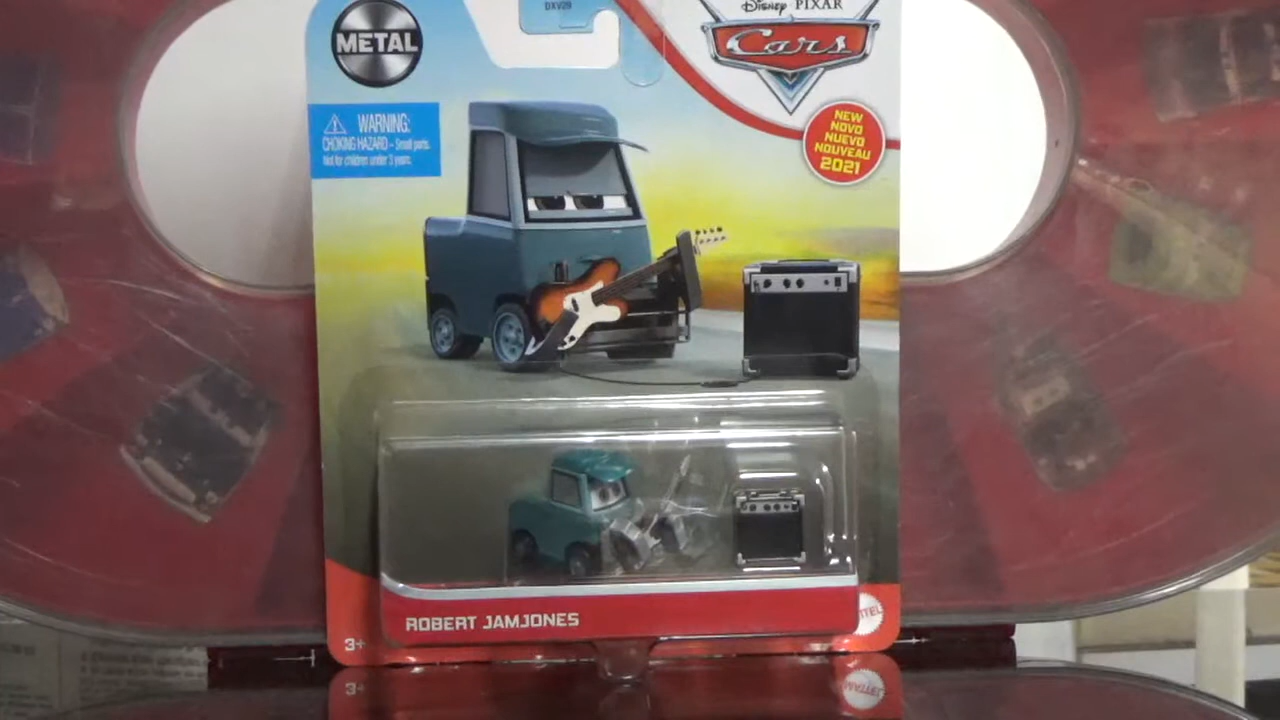 METAL
DXV29
Disney PIXAR
Cars
WARNING:
CHOKING HAZARD – Small parts.
Not for children under 3 years.
NEW
NOVO
NUEVO
NOUVEAU
2021
ROBERT JAMJONES
3+
MATTEL